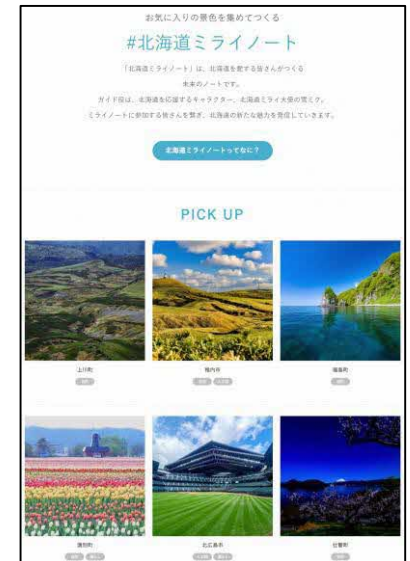 お気に入りの景色を集めてつくる
#北海道ミライノート
「北海道ミライノート」は、北海道を愛する皆さんがつくる
未来のノートです。
ガイド役は、北海道を応援するキャラクター、北海道ミライ大使の雪ミク。
ミライノートに参加する皆さんを繋ぎ、北海道の新たな魅力を発信していきます。
北海道ミライノートってなに？
PICK UP
稚内市
福島町
湧別町
北広島市